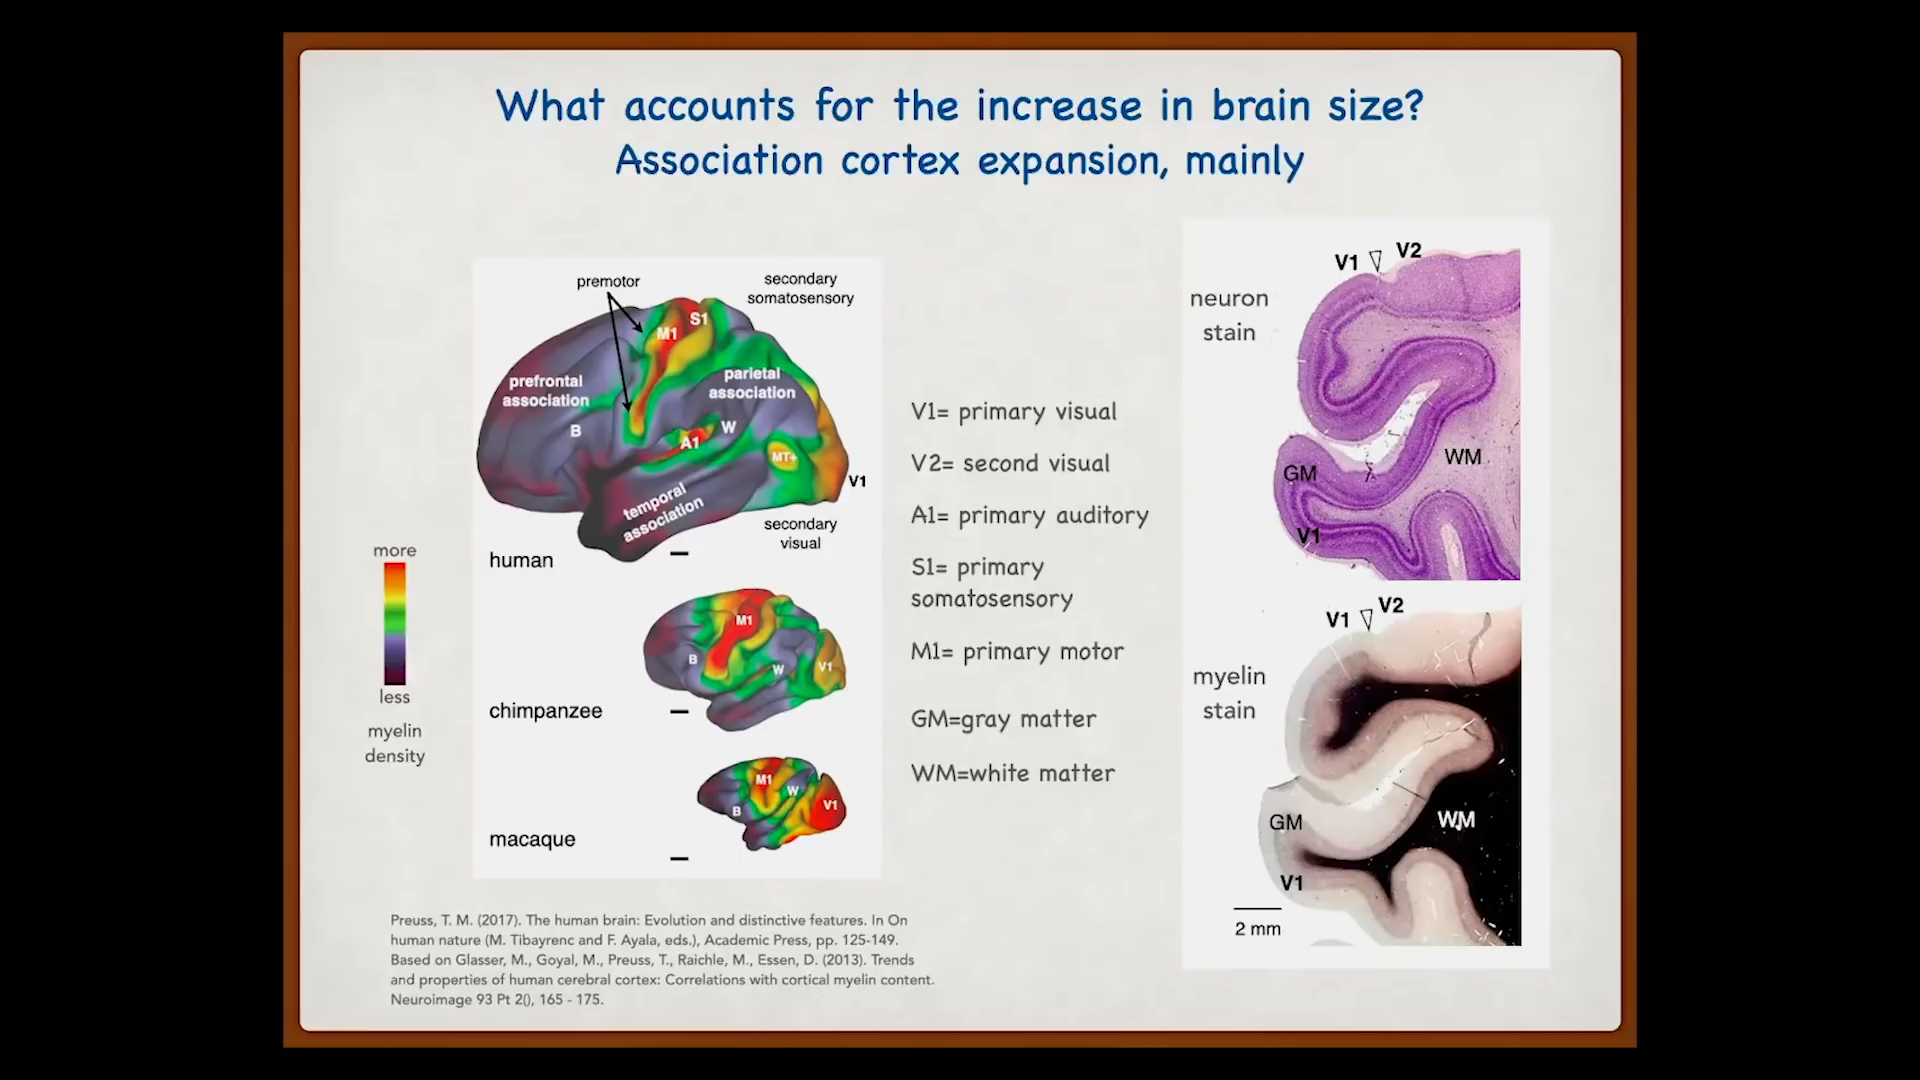 What accounts for the increase in brain size?
Association cortex expansion, mainly
premotor
secondary
somatosensory
M1
S1
prefrontal
association
parietal
association
B
W
A1
MT+
V1
temporal
association
secondary
visual
human
M1
B
W
V1
chimpanzee
M1
W
B
V1
macaque
more
less
myelin
density
V1= primary visual
V2= second visual
A1= primary auditory
S1= primary
somatosensory
M1= primary motor
GM=gray matter
WM=white matter
neuron
stain
V1
V2
GM
WM
V1
myelin
stain
V1
V2
GM
WM
V1
2 mm
Preuss, T. M. (2017). The human brain: Evolution and distinctive features. In On
human nature (M. Tibayrenc and F. Ayala, eds.), Academic Press, pp. 125-149.
Based on Glasser, M., Goyal, M., Preuss, T., Raichle, M., Essen, D. (2013). Trends
and properties of human cerebral cortex: Correlations with cortical myelin content.
Neuroimage 93 Pt 2(), 165 - 175.